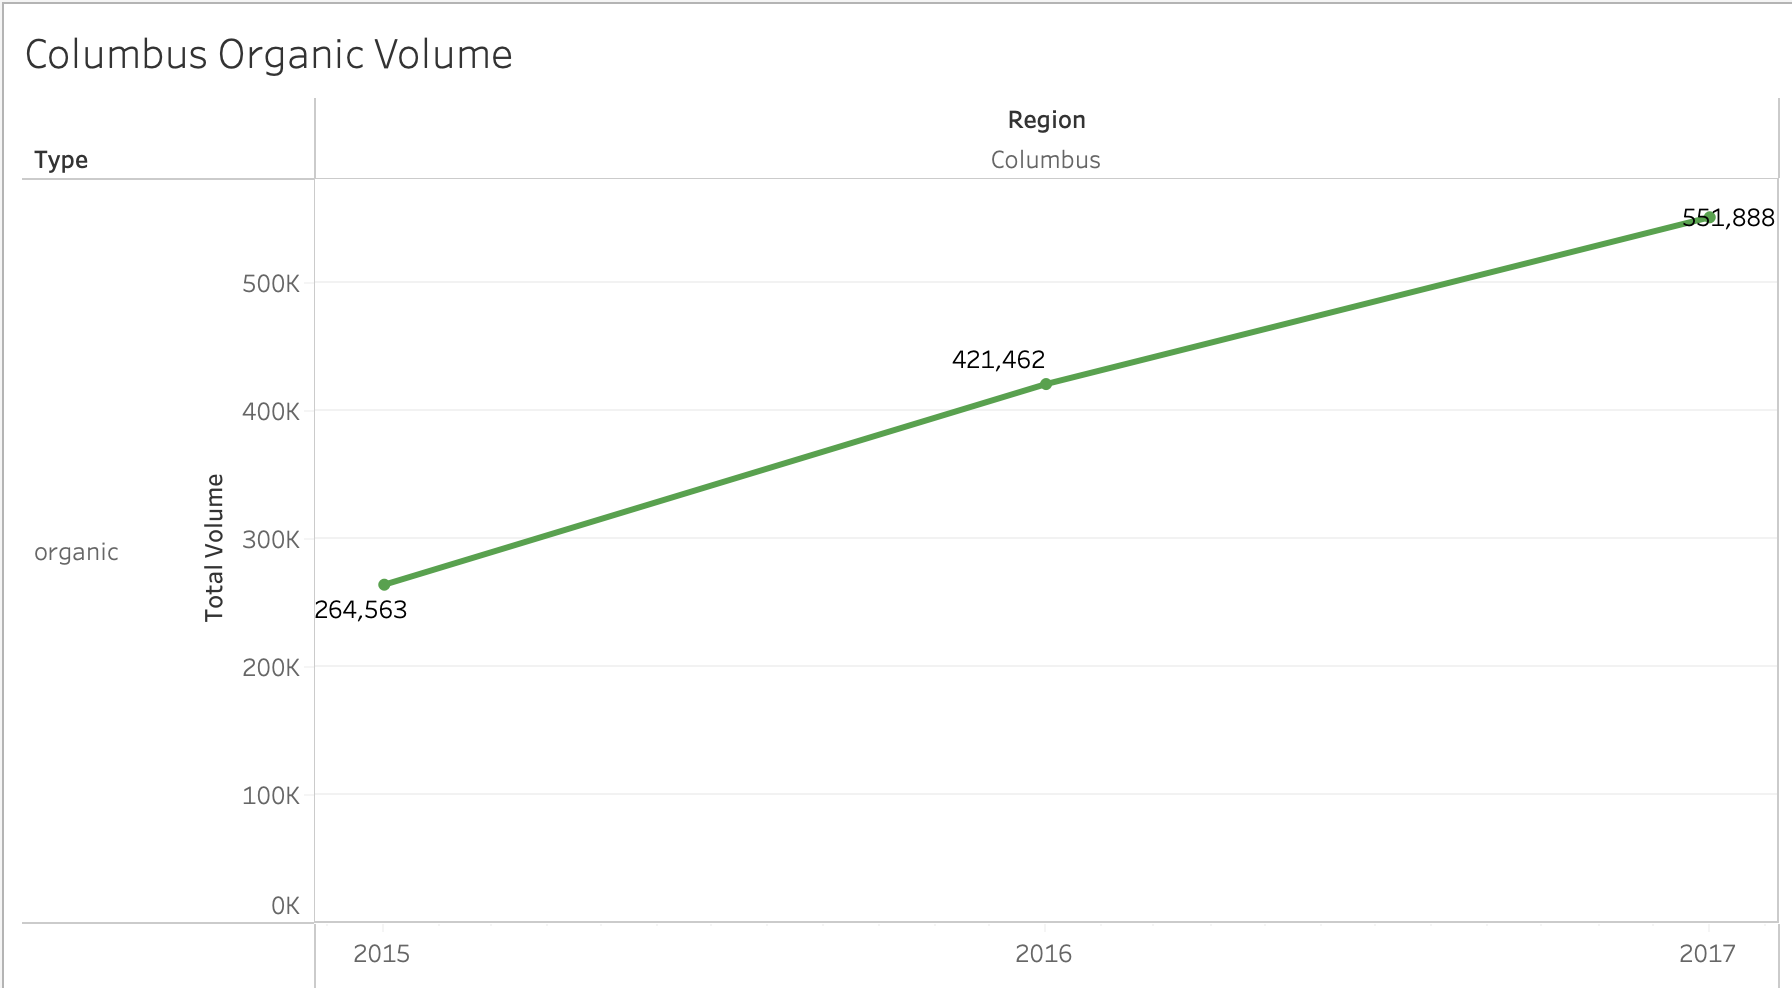 Columbus Organic Volume
Region
Type
Columbus
551,888
500K
421,462
400K
Total Volume
300K
organic
264,563
200K
100K
0K
2015 2016 2017